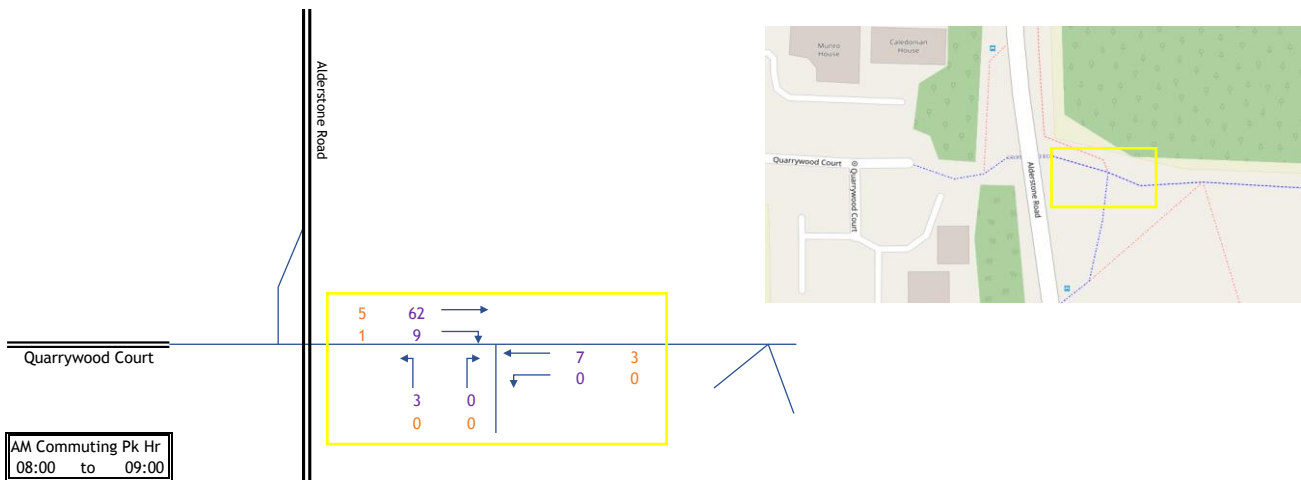 Alderstone Road
Munro
House
Caledonian
House
Quarrywood Court
Quarrywood Court
Alderstone Road
5 62
1 9
Quarrywood Court
7 3
0 0
3 0
0 0
AM Commuting Pk Hr
08:00 to 09:00